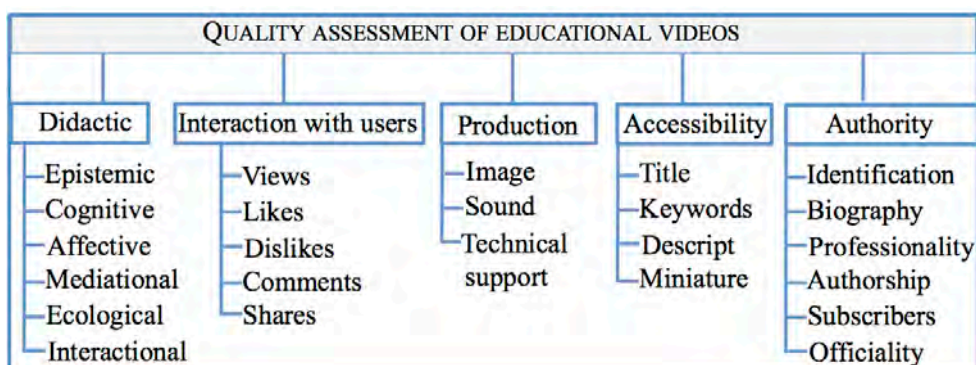 QUALITY ASSESSMENT OF EDUCATIONAL VIDEOS
Didactic
Epistemic
Cognitive
Affective
Mediational
Ecological
Interactional
Interaction with users
Views
Likes
Dislikes
Comments
Shares
Production
Image
Sound
Technical
support
Accessibility
Title
Keywords
Descript
Miniature
Authority
Identification
Biography
Professionality
Authorship
Subscribers
Officiality